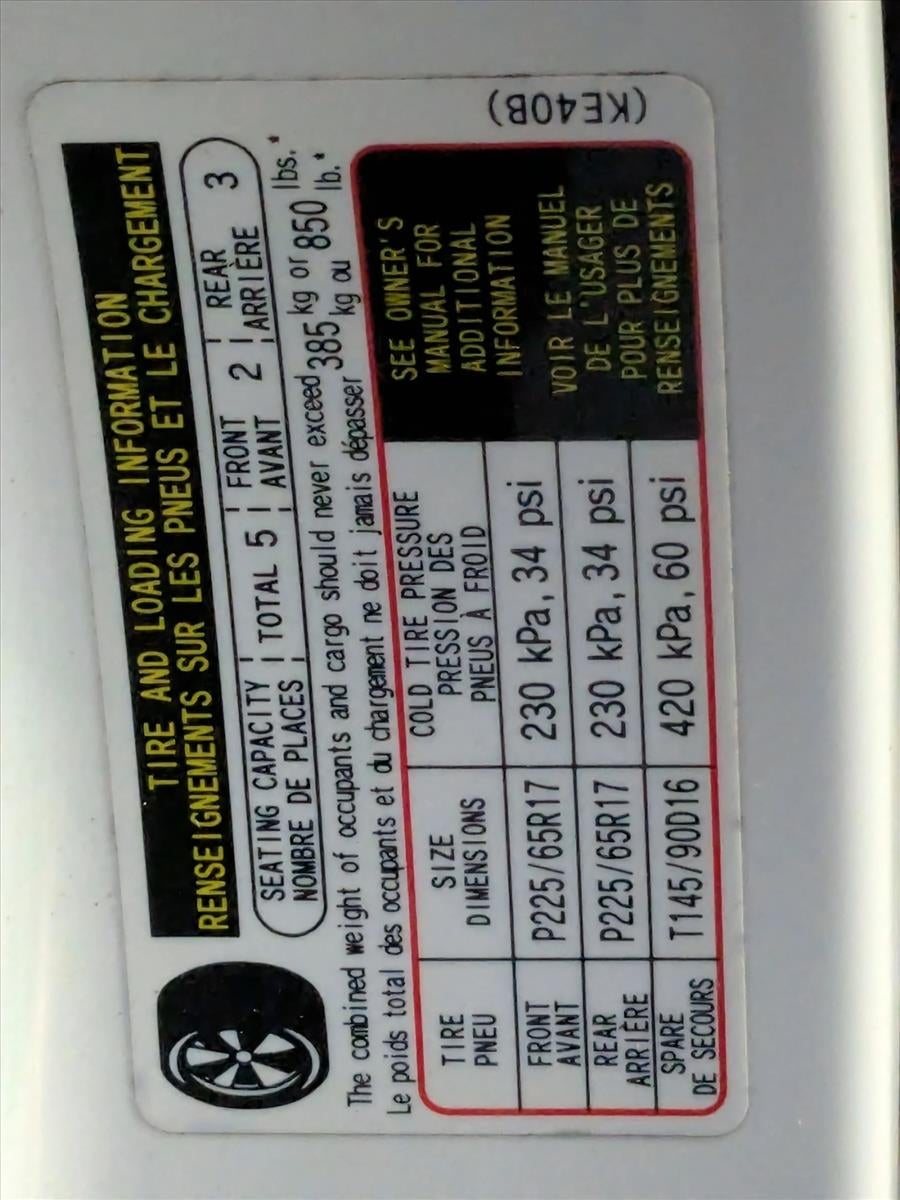 TIRE AND LOADING INFORMATION
RENSEIGNEMENTS SUR LES PNEUS ET LE CHARGEMENT
SEATING CAPACITY TOTAL 5 FRONT 2 REAR 3
NOMBRE DE PLACES AVANT ARRIÈRE
The combined weight of occupants and cargo should never exceed 385 kg or 850 lbs.*
Le poids total des occupants et du chargement ne doit jamais dépasser kg ou lb.*
TIRE
PNEU
SIZE
DIMENSIONS
COLD TIRE PRESSURE
PRESSION DES
PNEUS À FROID
FRONT
AVANT
P225/65R17
230 kPa, 34 psi
REAR
ARRIÈRE
P225/65R17
230 kPa, 34 psi
SPARE
DE SECOURS
T145/90D16
420 kPa, 60 psi
SEE OWNER'S
MANUAL FOR
ADDITIONAL
INFORMATION
VOIR LE MANUEL
DE L'USAGER
POUR PLUS DE
RENSEIGNEMENTS
(KE40B)